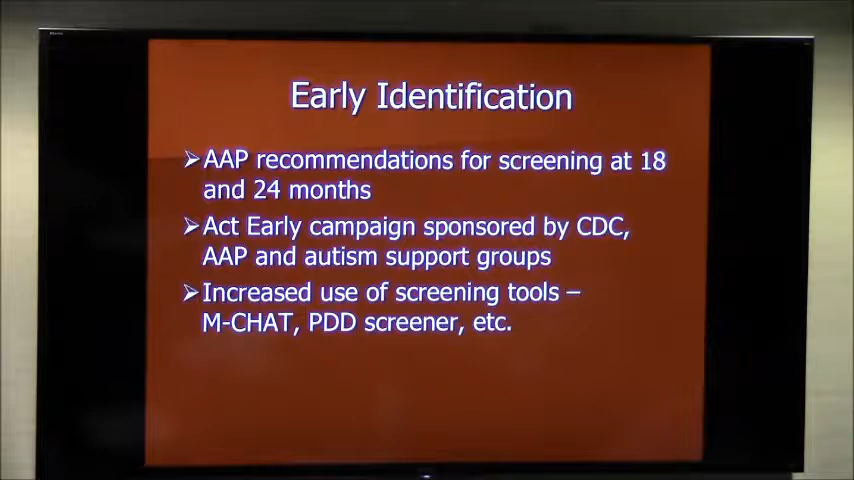 Early Identification
➢AAP recommendations for screening at 18
and 24 months
➢Act Early campaign sponsored by CDC,
AAP and autism support groups
➢Increased use of screening tools –
M-CHAT, PDD screener, etc.